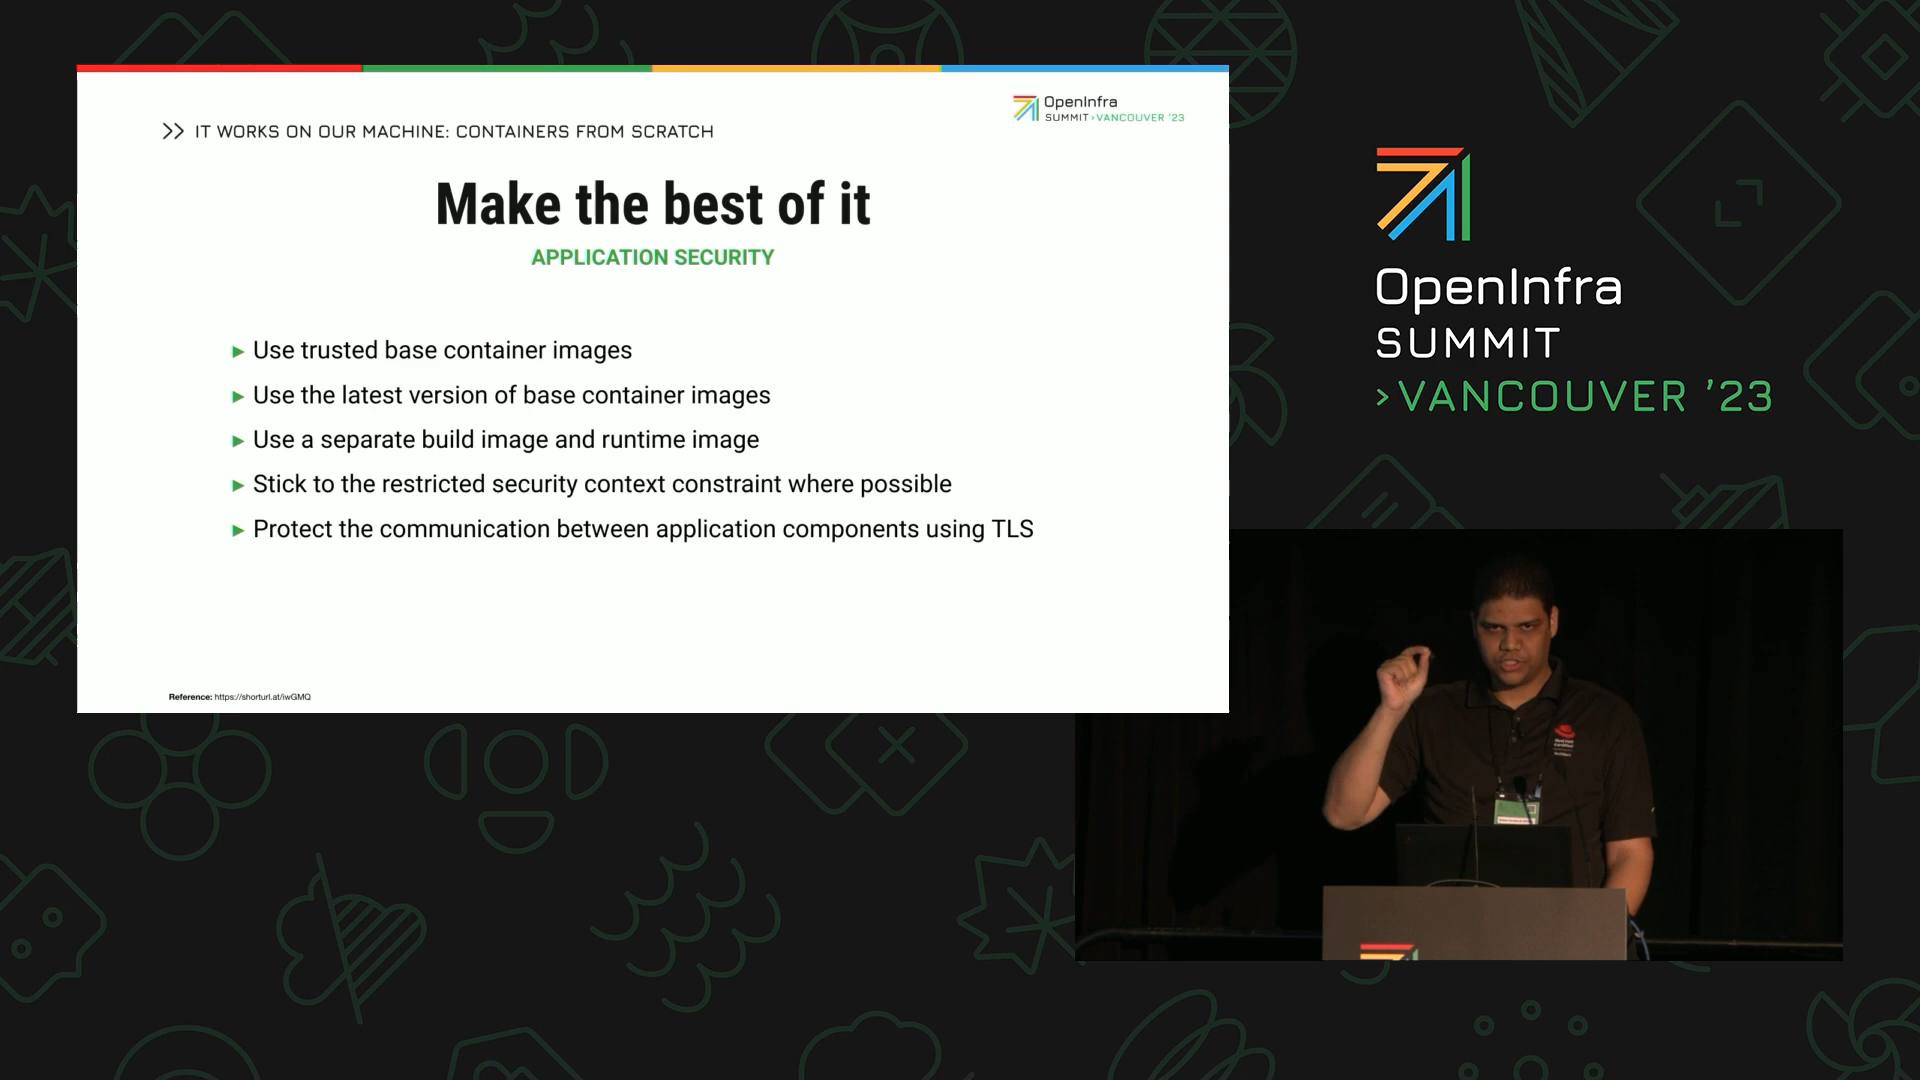 IT WORKS ON OUR MACHINE: CONTAINERS FROM SCRATCH
OpenInfra
SUMMIT›VANCOUVER ’23
Make the best of it
APPLICATION SECURITY
Use trusted base container images
Use the latest version of base container images
Use a separate build image and runtime image
Stick to the restricted security context constraint where possible
Protect the communication between application components using TLS
Reference: https://shorturl.at/iwGMQ
OpenInfra
SUMMIT
›VANCOUVER ’23
Red Hat
Certified